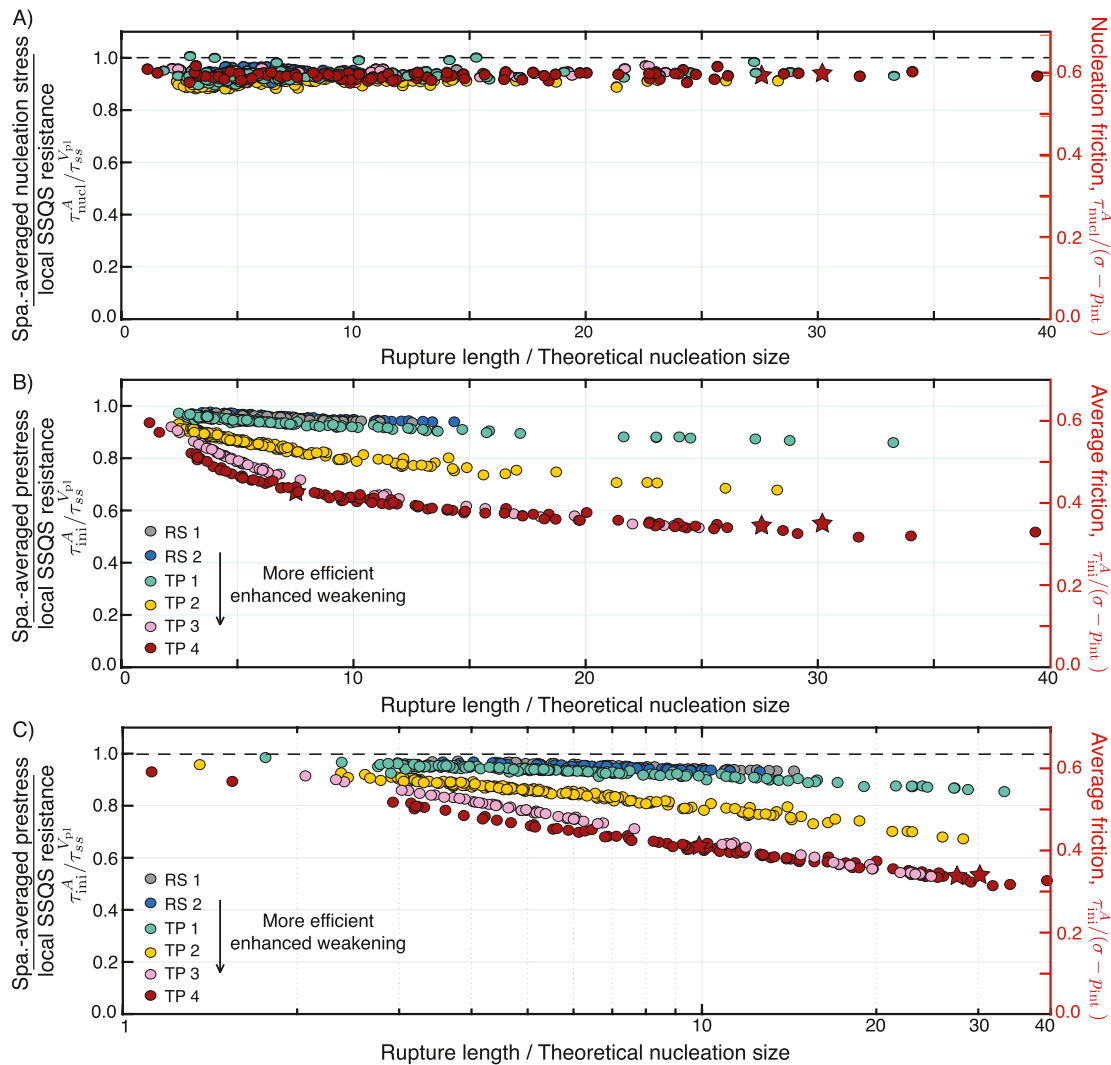 A)
Spa.-averaged nucleation stress
local SSQS resistance
τ^A_nucl/τ^{V_pl}_ss
1.0
0.8
0.6
0.4
0.2
0.0
0 10 20 30 40
Rupture length / Theoretical nucleation size
0.6
0.4
0.2
0.0
Nucleation friction, τ^A_nucl/(σ − p_int)
B)
Spa.-averaged prestress
local SSQS resistance
τ^A_ini/τ^{V_pl}_ss
1.0
0.8
0.6
0.4
0.2
0.0
RS 1
RS 2
TP 1
TP 2
TP 3
TP 4
More efficient
enhanced weakening
0 10 20 30 40
Rupture length / Theoretical nucleation size
0.6
0.4
0.2
0.0
Average friction, τ^A_ini/(σ − p_int)
C)
Spa.-averaged prestress
local SSQS resistance
τ^A_ini/τ^{V_pl}_ss
1.0
0.8
0.6
0.4
0.2
0.0
RS 1
RS 2
TP 1
TP 2
TP 3
TP 4
More efficient
enhanced weakening
1 10 20 30 40
Rupture length / Theoretical nucleation size
0.6
0.4
0.2
0.0
Average friction, τ^A_ini/(σ − p_int)